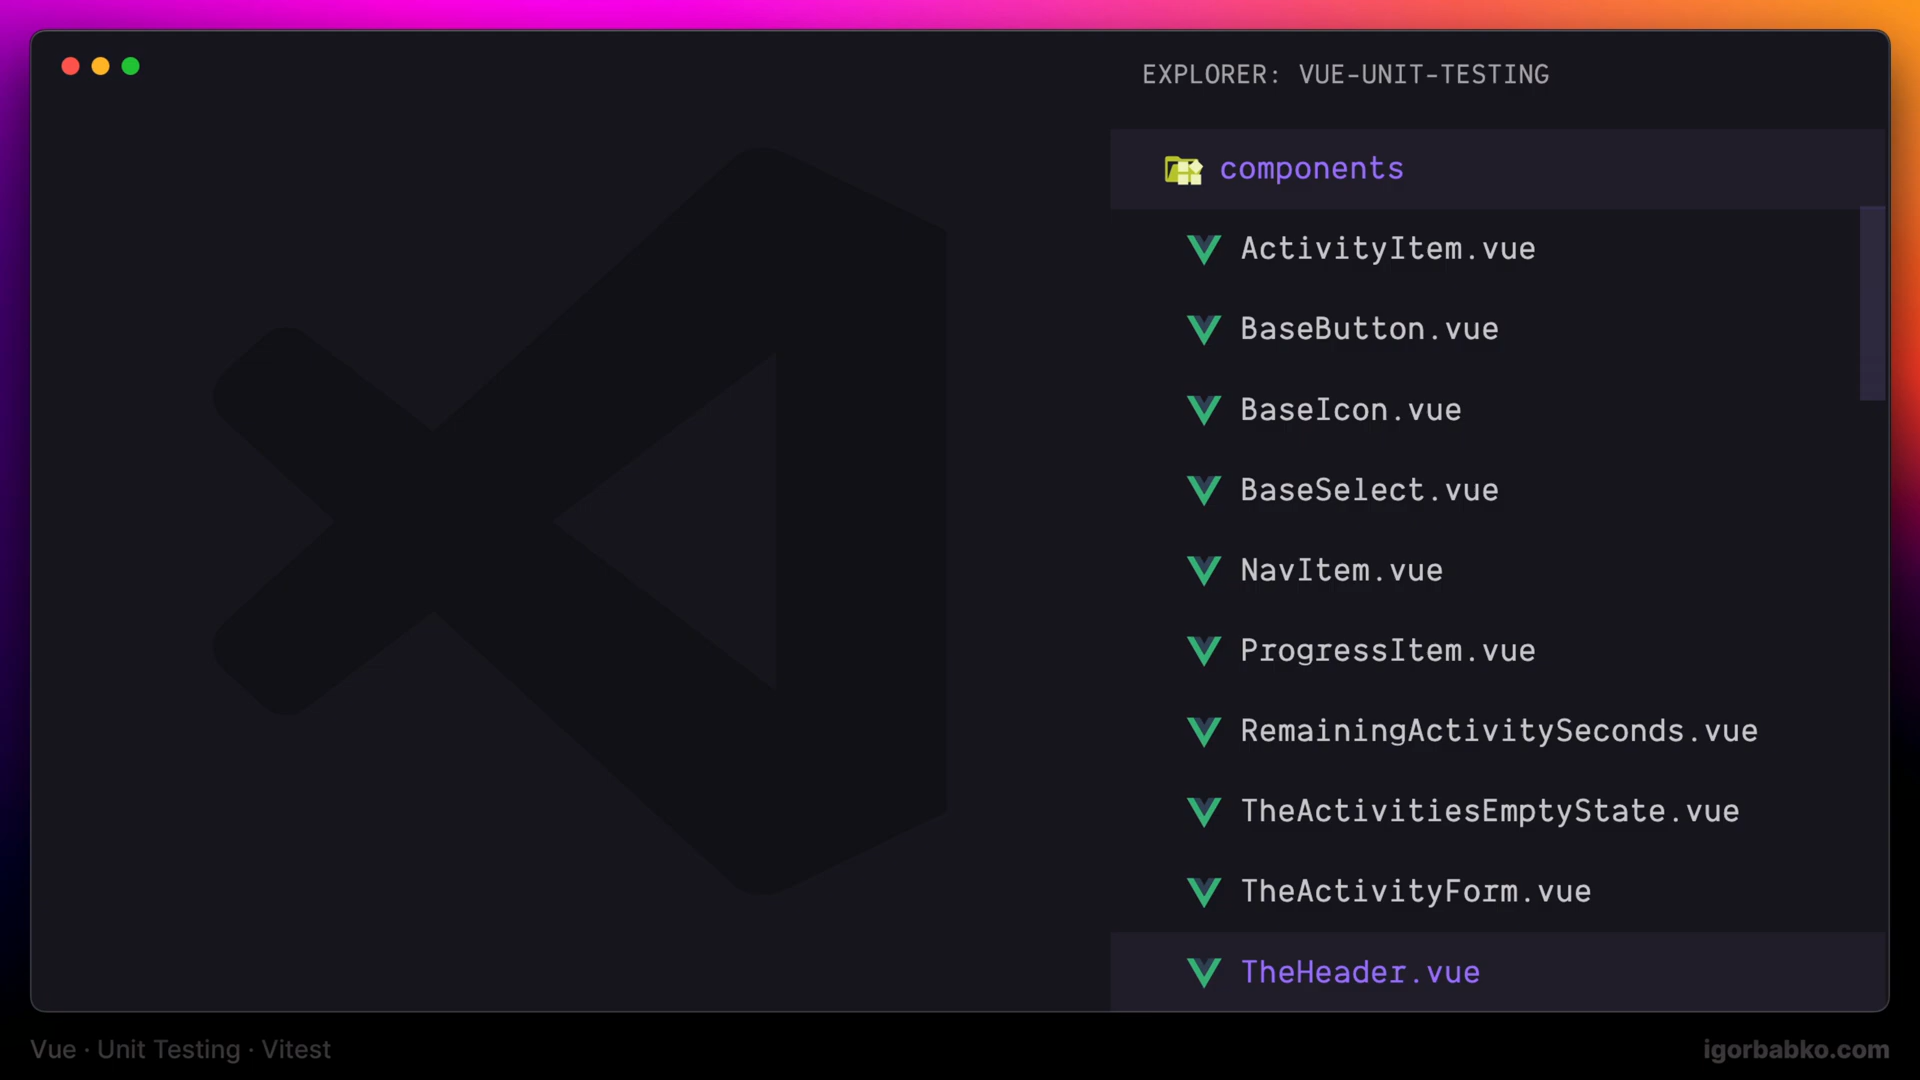 EXPLORER: VUE-UNIT-TESTING
components
ActivityItem.vue
BaseButton.vue
BaseIcon.vue
BaseSelect.vue
NavItem.vue
ProgressItem.vue
RemainingActivitySeconds.vue
TheActivitiesEmptyState.vue
TheActivityForm.vue
TheHeader.vue
Vue · Unit Testing · Vitest
igorbabko.com